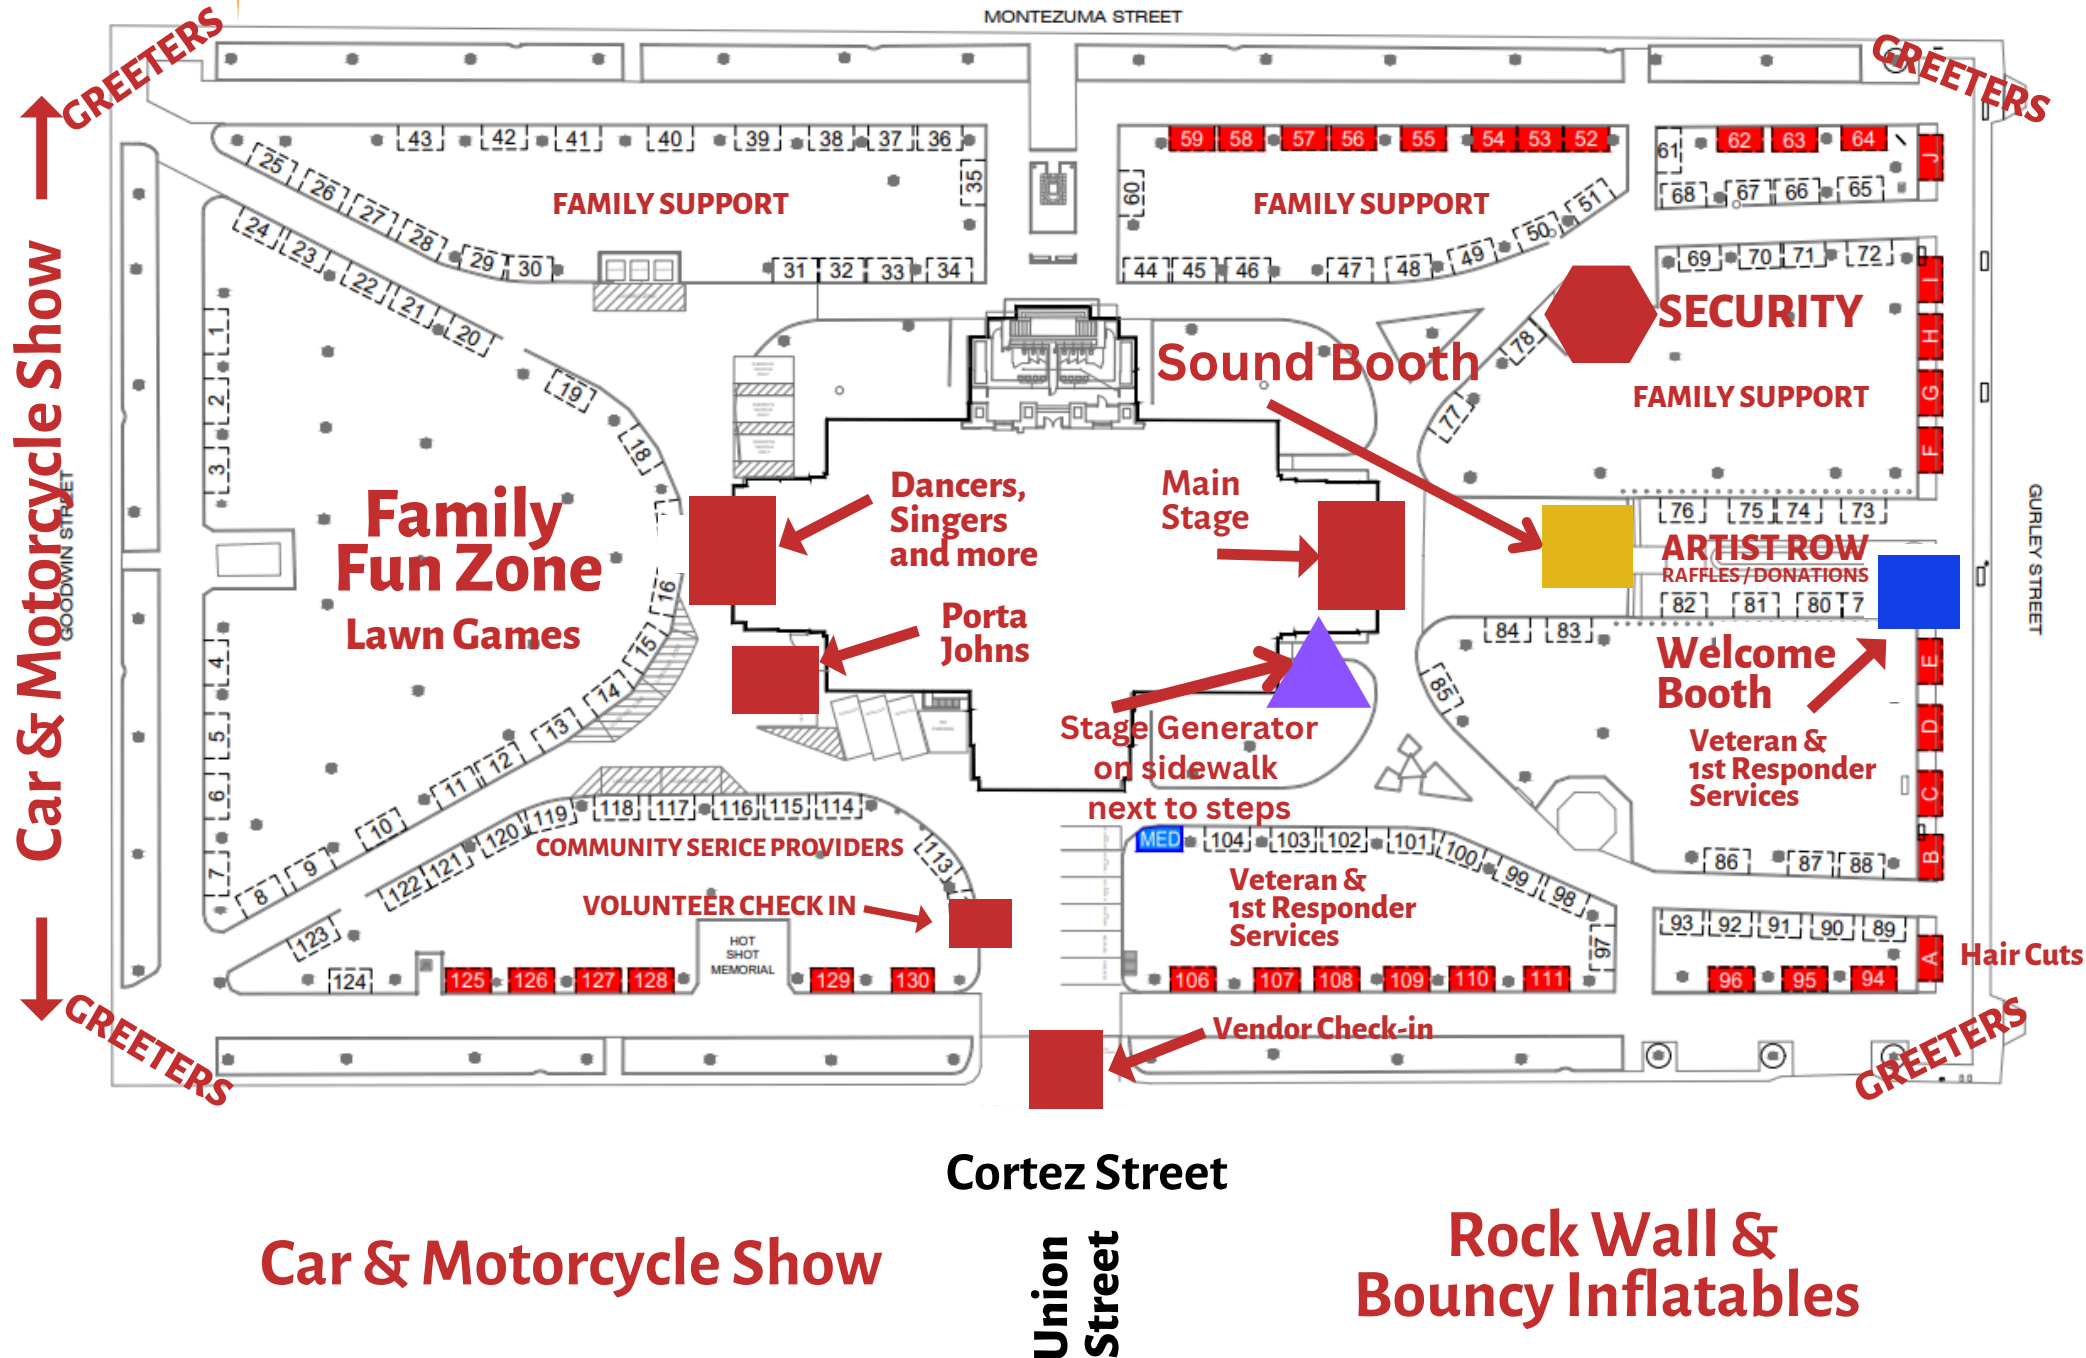 MONTEZUMA STREET
GREETERS
GREETERS
43 42 41 40 39 38 37 36
59 58 57 56 55 54 53 52
61 62 63 64 J
25 26 27 28 29 30
35
FAMILY SUPPORT
60
FAMILY SUPPORT
51
50
49
68 67 66 65
24 23 22 21 20
31 32 33 34
44 45 46 47 48
69 70 71 72
I
SECURITY
H
78
Sound Booth
FAMILY SUPPORT
G
77
F
Car & Motorcycle Show
GOODWIN STREET
1
2
3
19
18
Family
Fun Zone
Lawn Games
Dancers,
Singers
and more
Main
Stage
76 75 74 73
ARTIST ROW
RAFFLES / DONATIONS
82 81 80 7
GURLEY STREET
16
15
14
13
12
11
10
9
8
4
5
6
7
Porta
Johns
84 83
85
Welcome
Booth
E
Veteran &
1st Responder
Services
D
C
B
Stage Generator
on sidewalk
next to steps
119 118 117 116 115 114
120
121
122
123
113
COMMUNITY SERICE PROVIDERS
VOLUNTEER CHECK IN
MED 104 103 102 101 100 99 98
97
Veteran &
1st Responder
Services
86 87 88
93 92 91 90 89
A
Hair Cuts
HOT
SHOT
MEMORIAL
124 125 126 127 128 129 130
106 107 108 109 110 111
96 95 94
GREETERS
Vendor Check-in
GREETERS
Cortez Street
Union
Street
Car & Motorcycle Show
Rock Wall &
Bouncy Inflatables